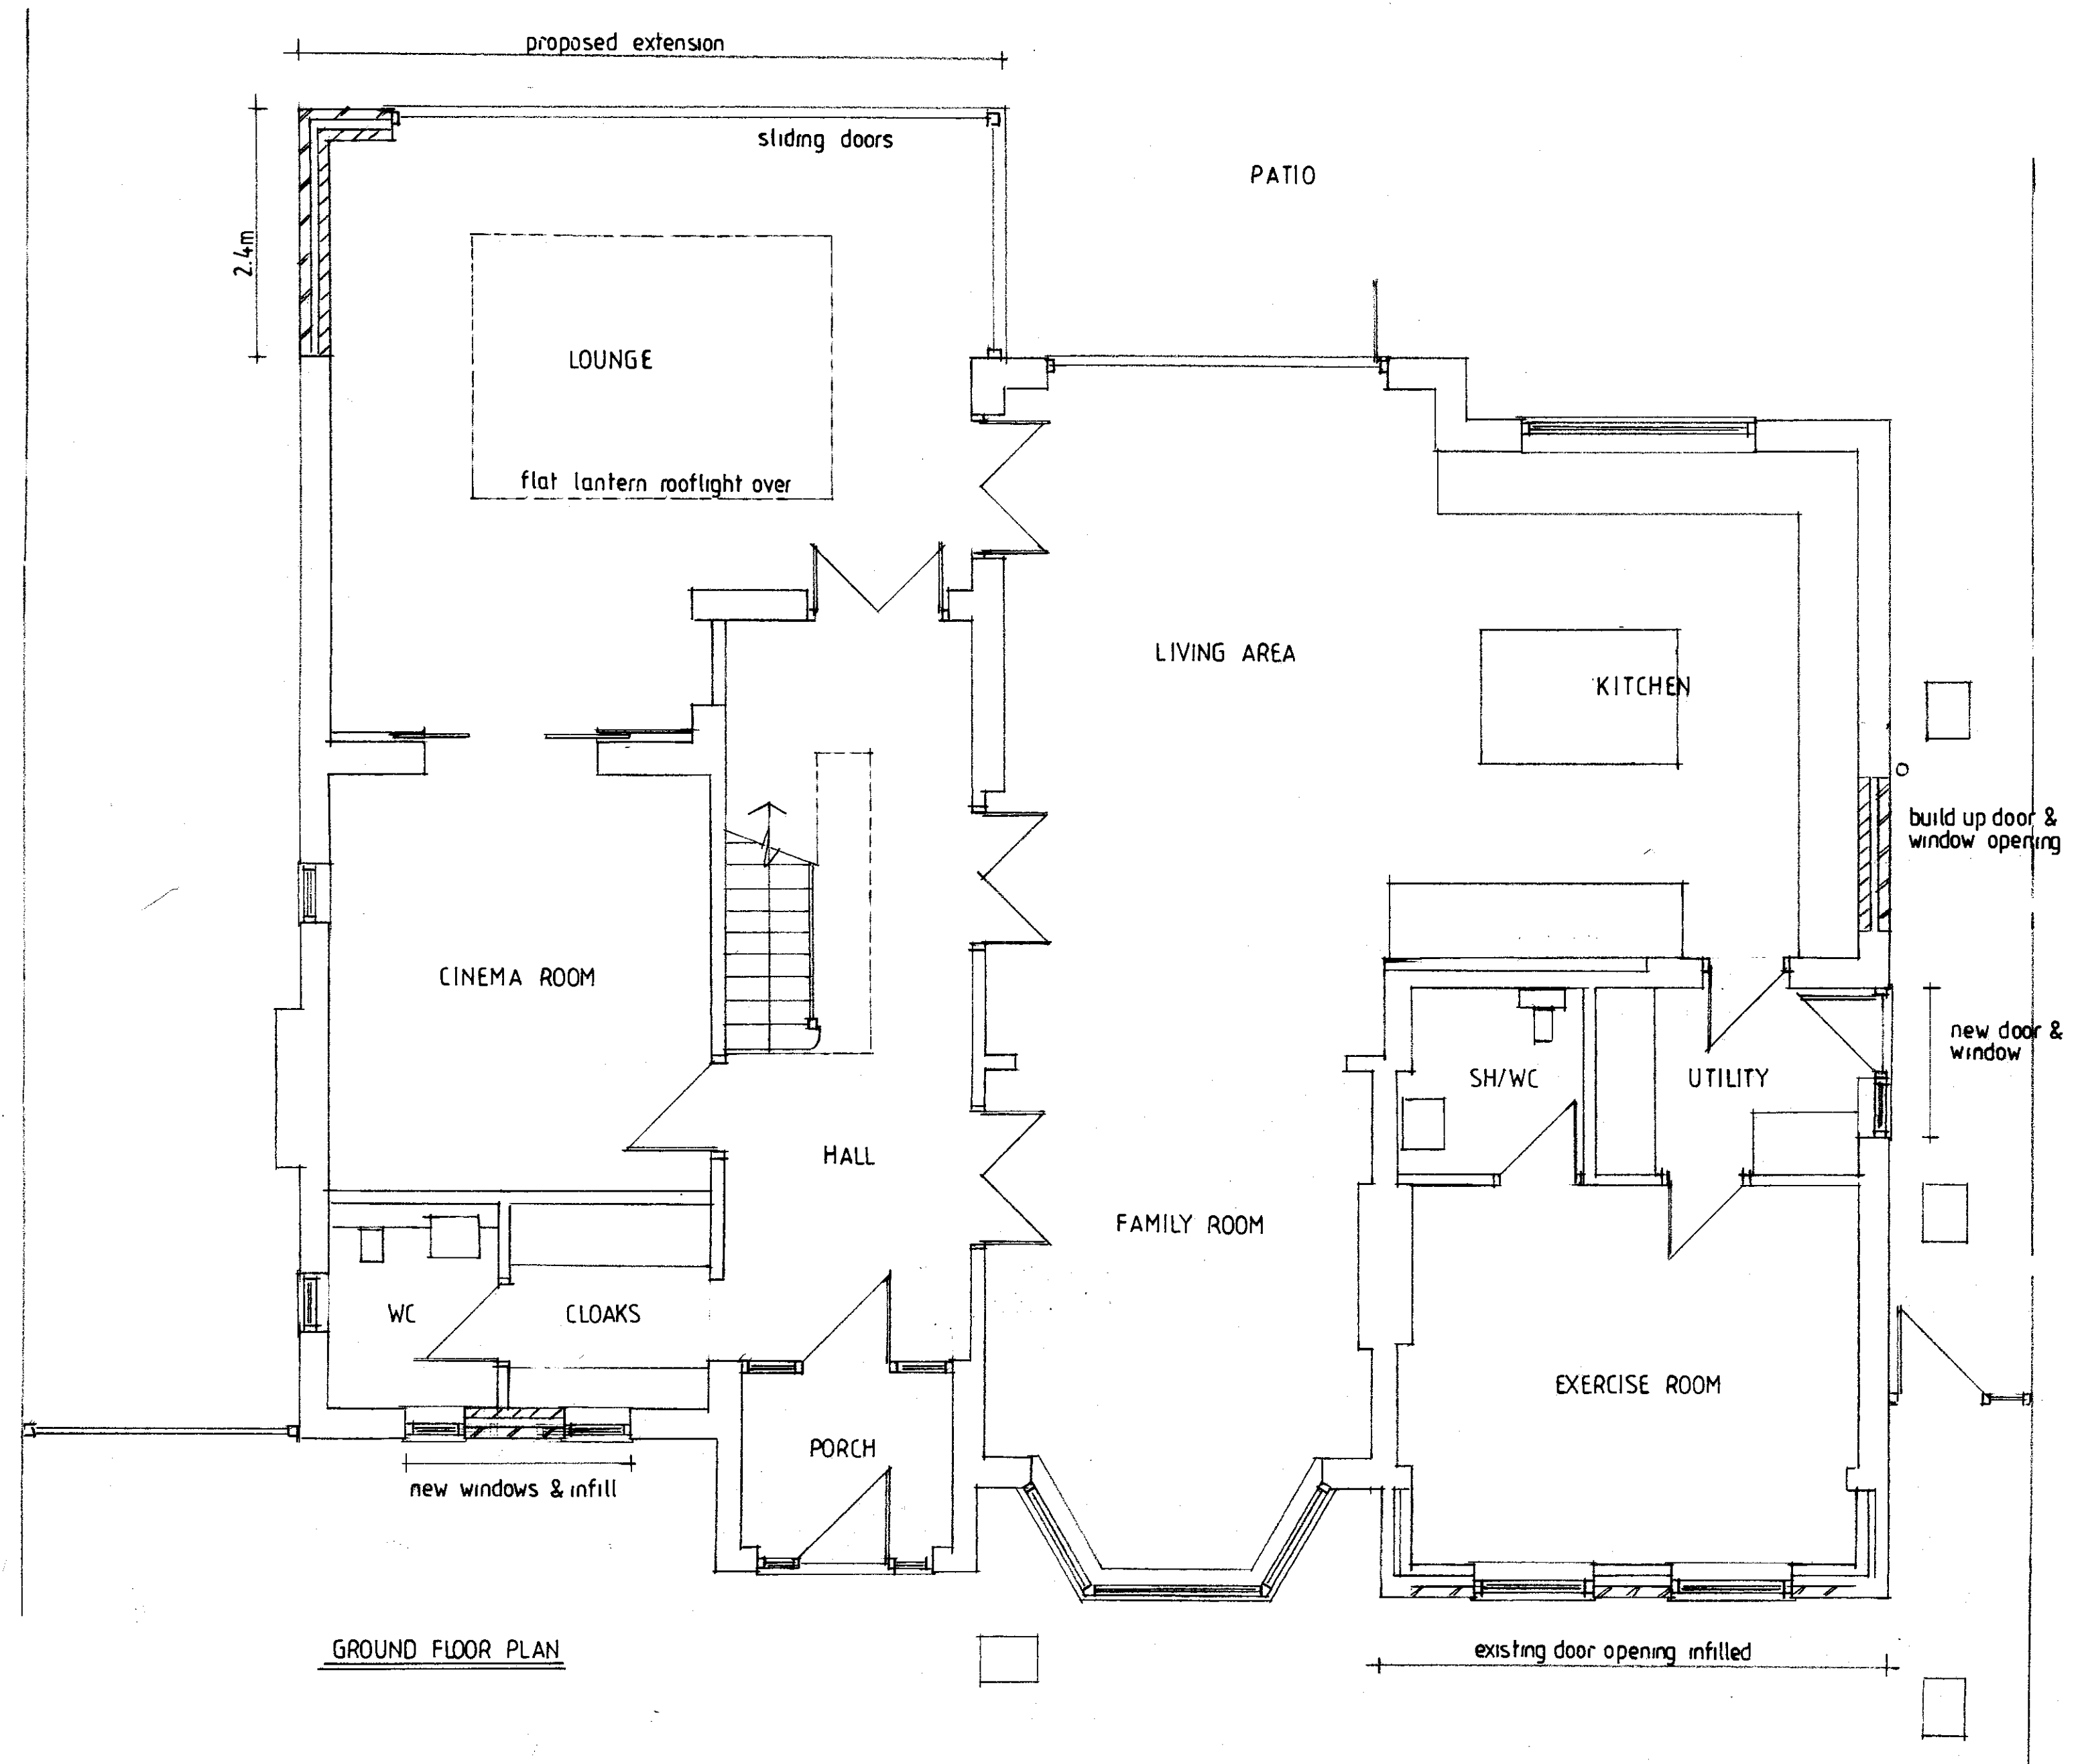 proposed extension
sliding doors
PATIO
2.4m
LOUNGE
flat lantern rooflight over
LIVING AREA
KITCHEN
build up door &
window opening
CINEMA ROOM
new door &
window
SH/WC
UTILITY
HALL
FAMILY ROOM
WC
CLOAKS
EXERCISE ROOM
PORCH
new windows & infill
GROUND FLOOR PLAN
existing door opening infilled